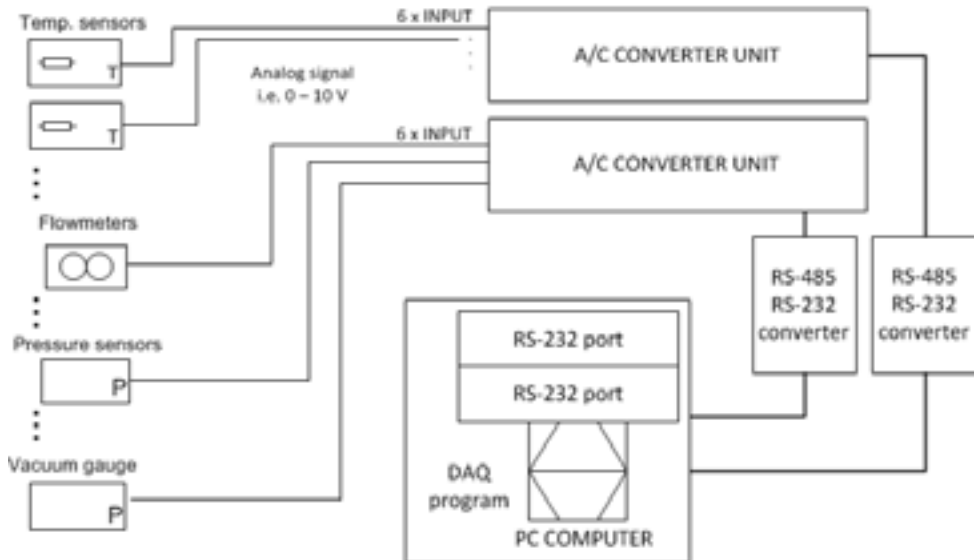 Temp. sensors
6 x INPUT
T
A/C CONVERTER UNIT
Analog signal
i.e. 0 – 10 V
T
6 x INPUT
A/C CONVERTER UNIT
Flowmeters
RS-485
RS-232
converter
RS-485
RS-232
converter
Pressure sensors
P
RS-232 port
RS-232 port
Vacuum gauge
P
DAQ
program
PC COMPUTER